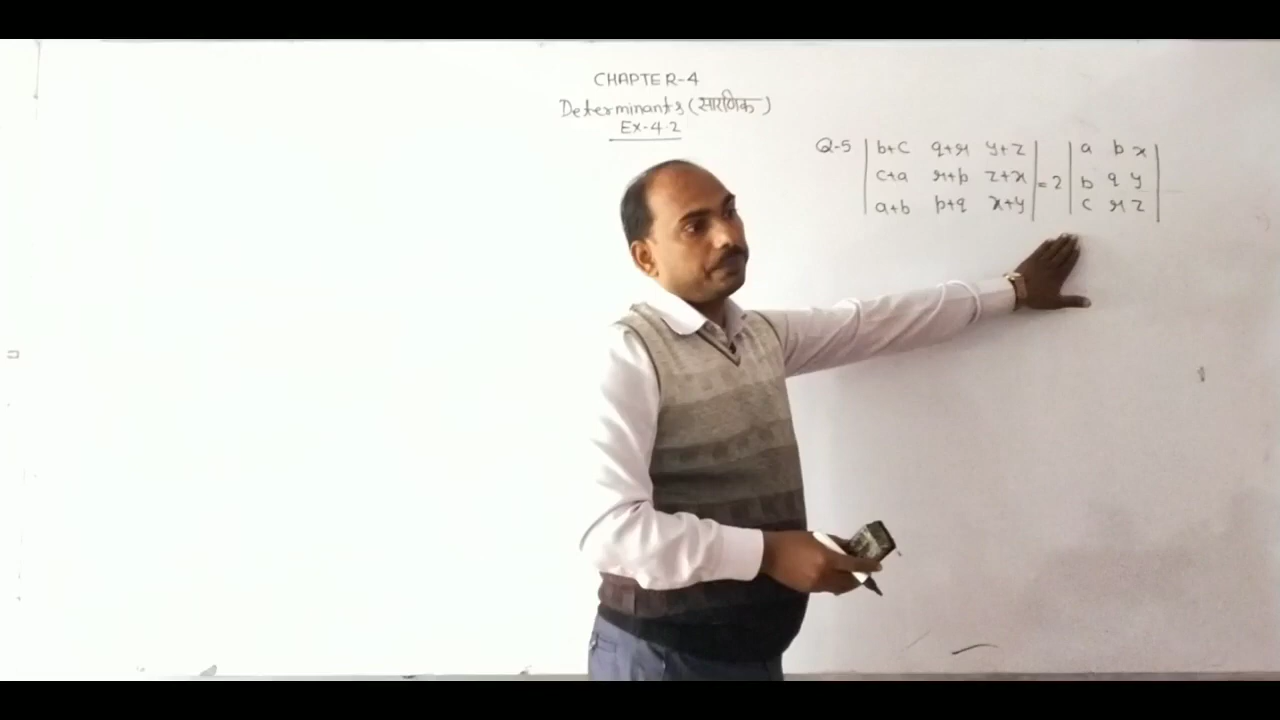 CHAPTER-4
Determinants (सारणिक)
Ex-4.2
Q-5 | b+c q+r y+z | = 2 | a p x |
| c+a r+p z+x | | b q y |
| a+b p+q x+y | | c r z |